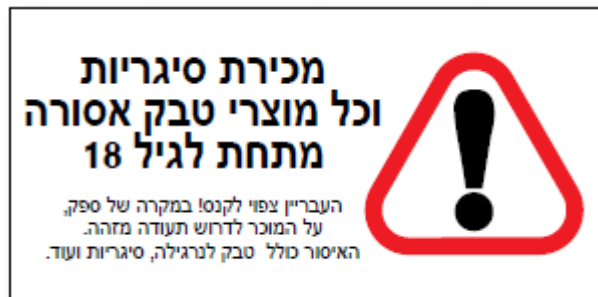 מכירת סיגריות
וכל מוצרי טבק אסורה
מתחת לגיל 18
העבריין צפוי לקנס! במקרה של ספק,
על המוכר לדרוש תעודה מזהה.
האיסור כולל טבק לנרגילה, סיגריות ועוד.